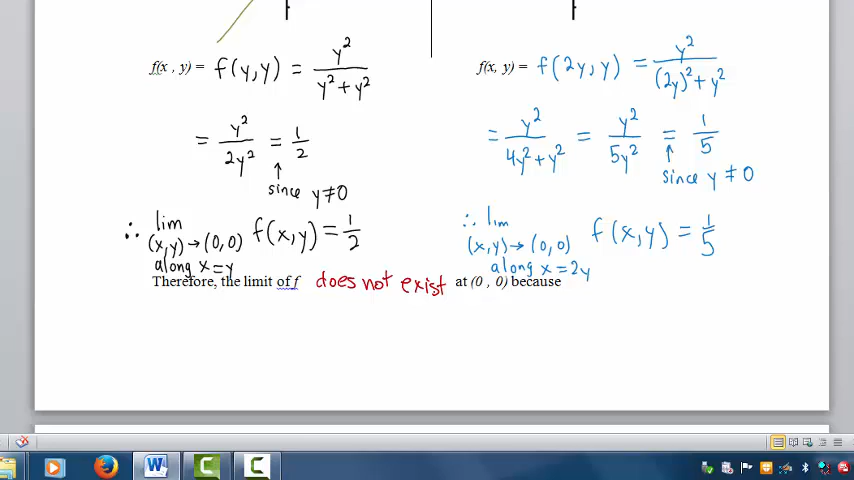 f(x , y) = f(y,y) = y²/(y² + y²)
= y²/2y² = 1/2
↑
since y≠0
∴ lim f(x,y) = 1/2
(x,y)→(0,0)
along x=y
f(x, y) = f(2y, y) = y²/((2y)² + y²)
= y²/(4y² + y²) = y²/5y² = 1/5
↑
since y≠0
∴ lim f(x,y) = 1/5
(x,y)→(0,0)
along x=2y
Therefore, the limit of f does not exist at (0 , 0) because